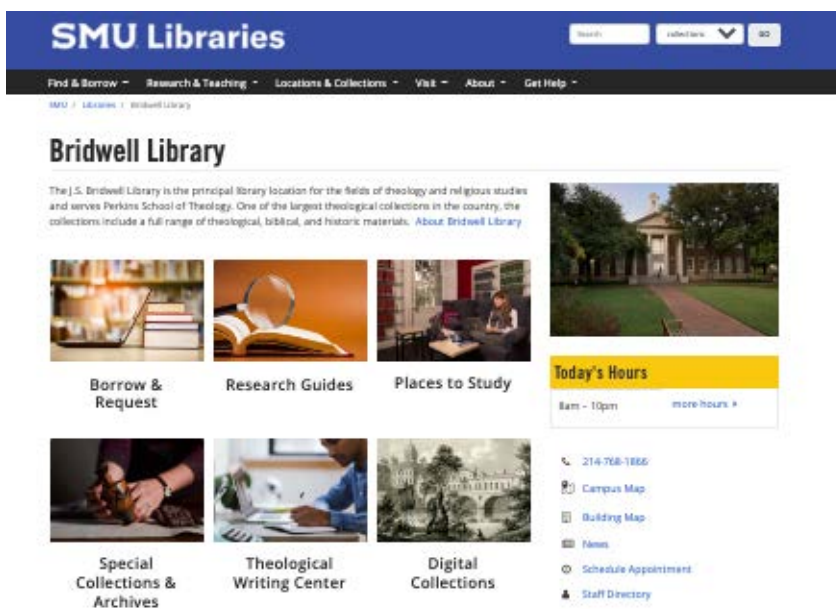 SMU Libraries
Search
collections
GO
Find & Borrow
Research & Teaching
Locations & Collections
Visit
About
Get Help
SMU / Libraries / Bridwell Library
Bridwell Library
The J.S. Bridwell Library is the principal library location for the fields of theology and religious studies
and serves Perkins School of Theology. One of the largest theological collections in the country, the
collections include a full range of theological, biblical, and historic materials. About Bridwell Library
Borrow &
Request
Research Guides
Places to Study
Special
Collections &
Archives
Theological
Writing Center
Digital
Collections
Today's Hours
8am – 10pm
more hours
214-768-1866
Campus Map
Building Map
News
Schedule Appointment
Staff Directory